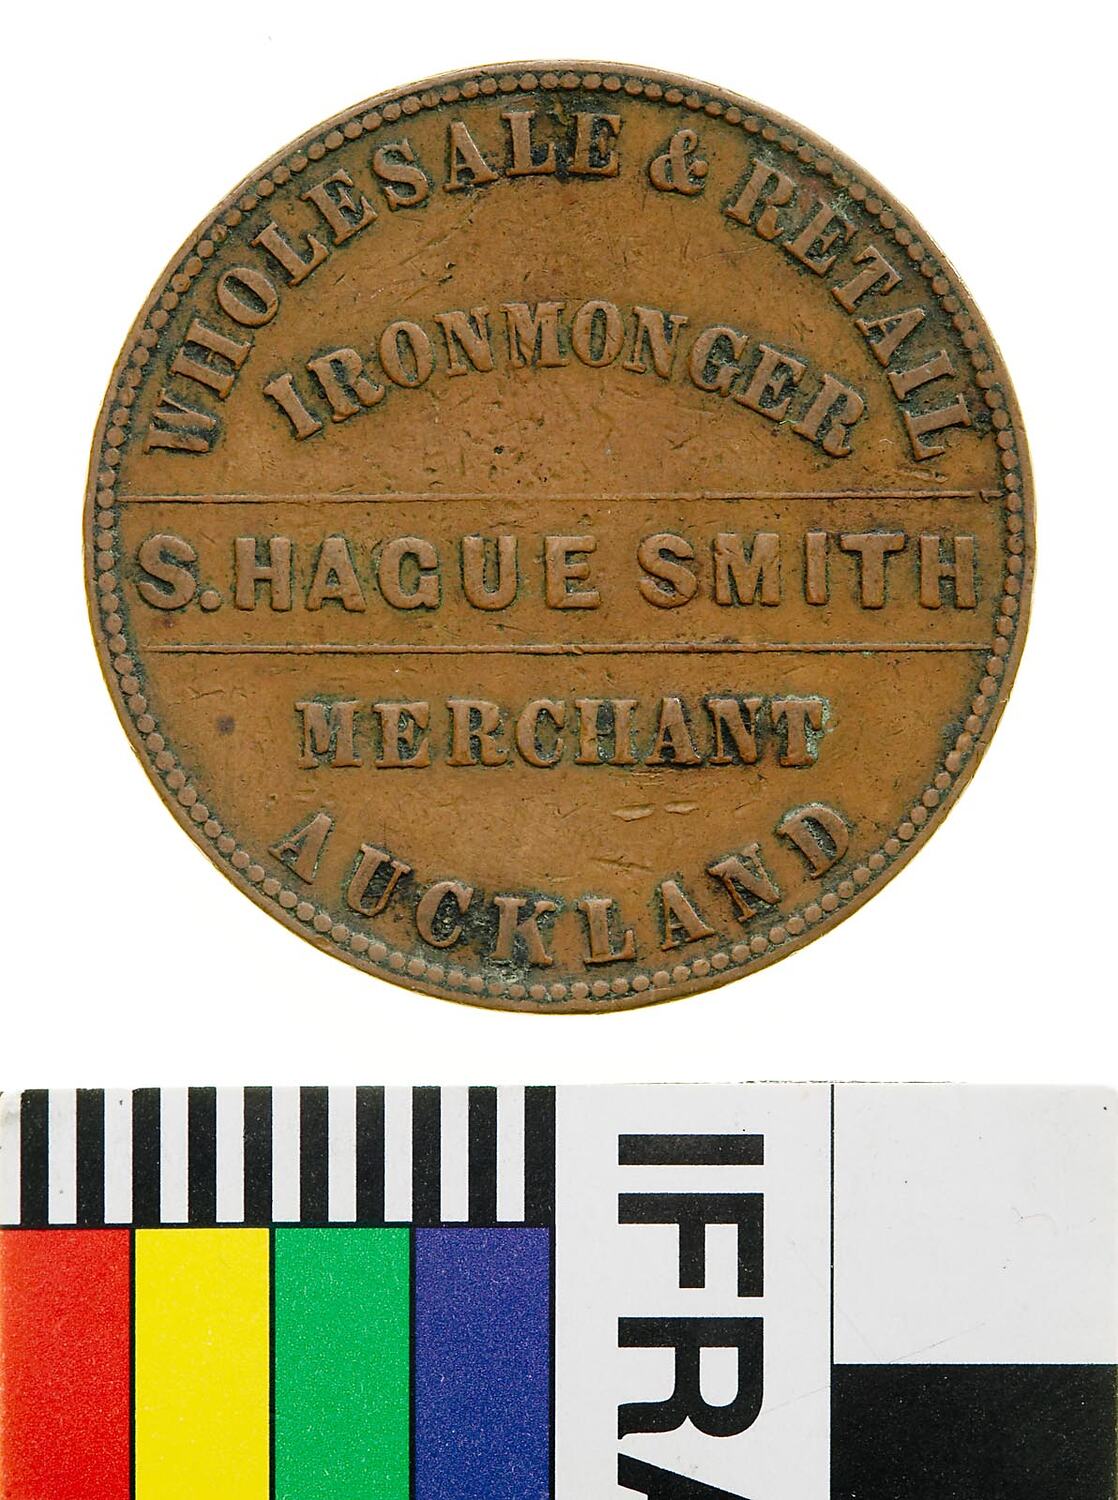 WHOLESALE & RETAIL
IRONMONGER
S. HAGUE SMITH
MERCHANT
AUCKLAND
IFRA